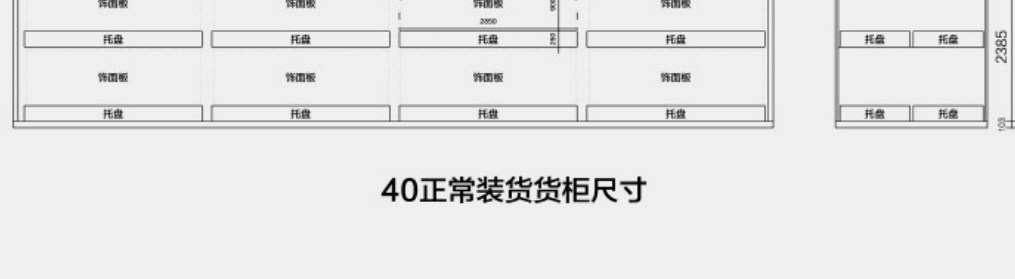 饰面板 饰面板 饰面板 饰面板
2850
托盘 托盘 托盘 托盘 托盘 托盘
280
2385
饰面板 饰面板 饰面板 饰面板
托盘 托盘 托盘 托盘 托盘 托盘
103
40正常装货货柜尺寸